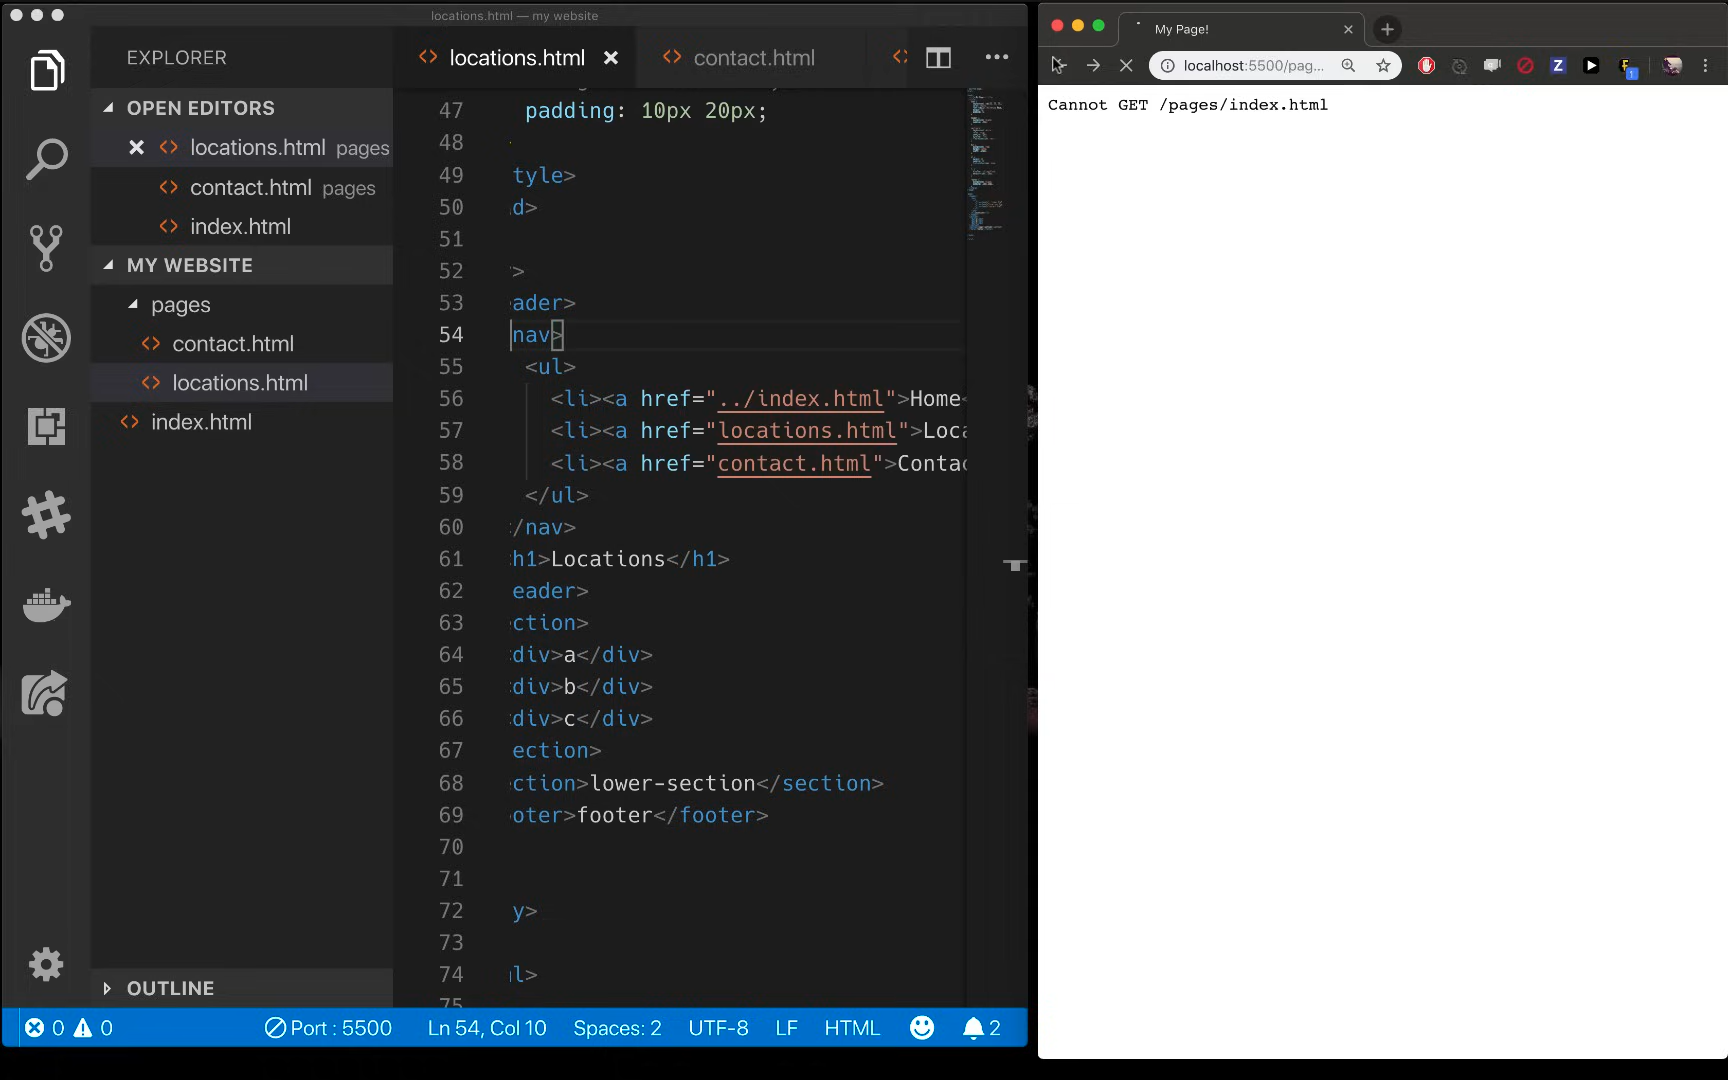 locations.html — my website
EXPLORER
OPEN EDITORS
locations.html pages
contact.html pages
index.html
MY WEBSITE
pages
contact.html
locations.html
index.html
OUTLINE
locations.html
contact.html
47 padding: 10px 20px;
48
49 tyle>
50 d>
51
52 >
53 ader>
54 nav>
55 <ul>
56 <li><a href="../index.html">Home<
57 <li><a href="locations.html">Loca
58 <li><a href="contact.html">Contac
59 </ul>
60 /nav>
61 h1>Locations</h1>
62 eader>
63 ction>
64 div>a</div>
65 div>b</div>
66 div>c</div>
67 ection>
68 ction>lower-section</section>
69 oter>footer</footer>
70
71
72 y>
73
74 l>
75
0 0 Port : 5500 Ln 54, Col 10 Spaces: 2 UTF-8 LF HTML 2
My Page!
localhost:5500/pag...
Z
1
Cannot GET /pages/index.html